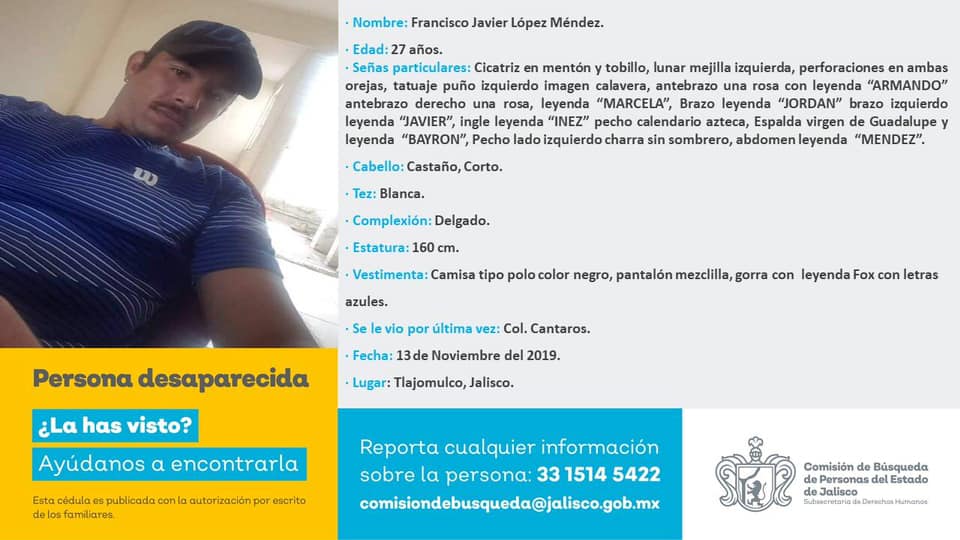 · Nombre: Francisco Javier López Méndez.
· Edad: 27 años.
· Señas particulares: Cicatriz en mentón y tobillo, lunar mejilla izquierda, perforaciones en ambas
orejas, tatuaje puño izquierdo imagen calavera, antebrazo una rosa con leyenda “ARMANDO”
antebrazo derecho una rosa, leyenda “MARCELA”, Brazo leyenda “JORDAN” brazo izquierdo
leyenda “JAVIER”, ingle leyenda “INEZ” pecho calendario azteca, Espalda virgen de Guadalupe y
leyenda “BAYRON”, Pecho lado izquierdo charra sin sombrero, abdomen leyenda “MENDEZ”.
· Cabello: Castaño, Corto.
· Tez: Blanca.
· Complexión: Delgado.
· Estatura: 160 cm.
· Vestimenta: Camisa tipo polo color negro, pantalón mezclilla, gorra con leyenda Fox con letras
azules.
· Se le vio por última vez: Col. Cantaros.
· Fecha: 13 de Noviembre del 2019.
· Lugar: Tlajomulco, Jalisco.
Persona desaparecida
¿La has visto?
Ayúdanos a encontrarla
Esta cédula es publicada con la autorización por escrito
de los familiares.
Reporta cualquier información
sobre la persona: 33 1514 5422
comisiondebusqueda@jalisco.gob.mx
Comisión de Búsqueda
de Personas del Estado
de Jalisco
Subsecretaría de Derechos Humanos